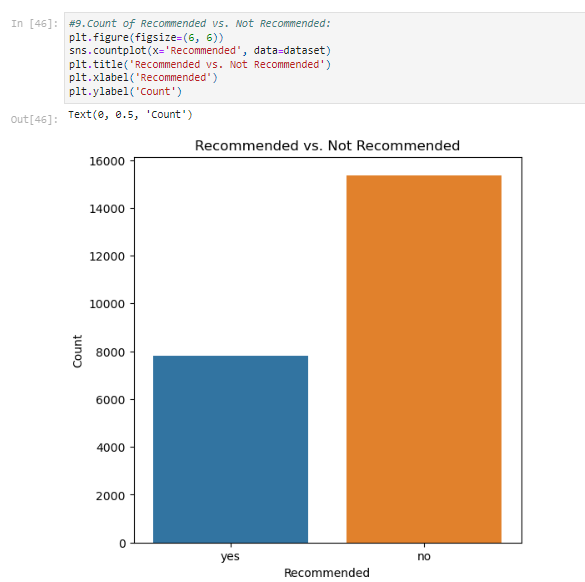 In [46]: #9.Count of Recommended vs. Not Recommended:
plt.figure(figsize=(6, 6))
sns.countplot(x='Recommended', data=dataset)
plt.title('Recommended vs. Not Recommended')
plt.xlabel('Recommended')
plt.ylabel('Count')
Out[46]: Text(0, 0.5, 'Count')
Recommended vs. Not Recommended
16000
14000
12000
10000
8000
6000
4000
2000
0
Count
yes no
Recommended